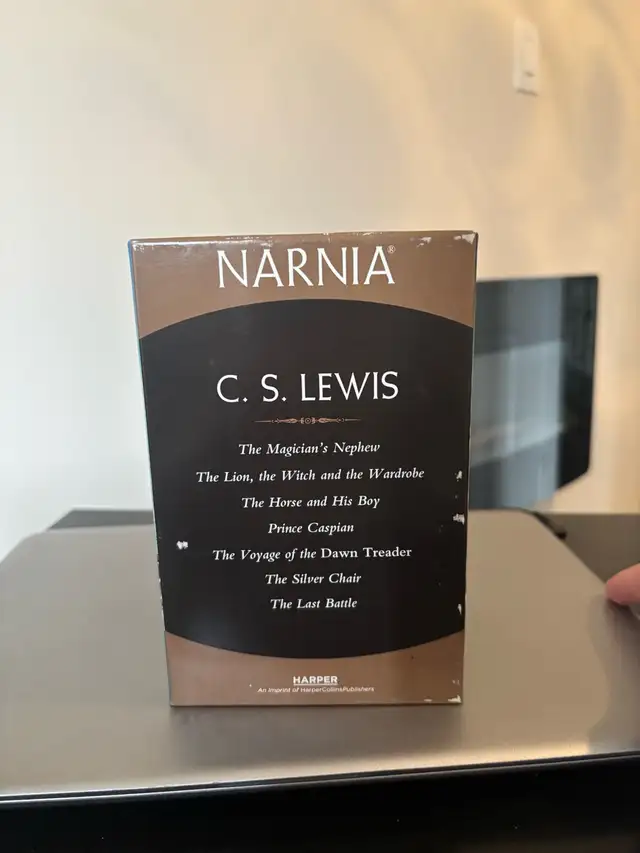 NARNIA®
C. S. LEWIS
The Magician's Nephew
The Lion, the Witch and the Wardrobe
The Horse and His Boy
Prince Caspian
The Voyage of the Dawn Treader
The Silver Chair
The Last Battle
HARPER
An Imprint of HarperCollinsPublishers